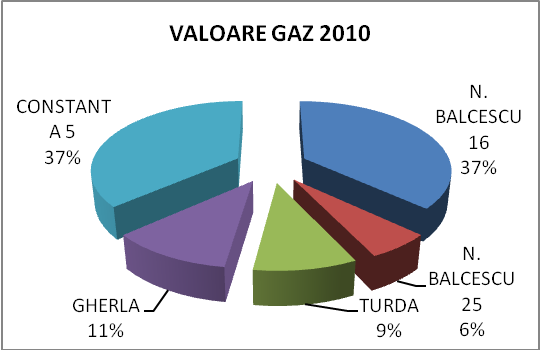 VALOARE GAZ 2010
CONSTANT
A 5
37%
N.
BALCESCU
16
37%
N.
BALCESCU
25
6%
TURDA
9%
GHERLA
11%